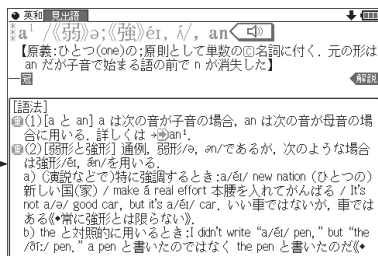 英和 見出語
a¹ /《弱》ə;《強》éɪ, ʌ́/, an
【原義:ひとつ(one)の;原則として単数のⒸ名詞に付く. 元の形は
an だが子音で始まる語の前で n が消失した】
—冠 解説
[語法]
(1)[a と an] a は次の音が子音の場合, an は次の音が母音の場
合に用いる. 詳しくは→an¹.
(2)[弱形と強形] 通例, 弱形/ə, ən/であるが, 次のような場合
は強形/éɪ, ǽn/を用いる.
a) (演説などで)特に強調するとき:a/éɪ/ new nation (ひとつの)
新しい国(家) / make á real effort 本腰を入れてがんばる / It's
not a/ə/ good car, but it's a/éɪ/ car. いい車ではないが, 車では
ある《◆常に強形とは限らない》.
b) the と対照的に用いるとき:I didn't write “a/éɪ/ pen,” but “the
/ðíː/ pen.” a pen と書いたのではなく the pen と書いたのだ《◆